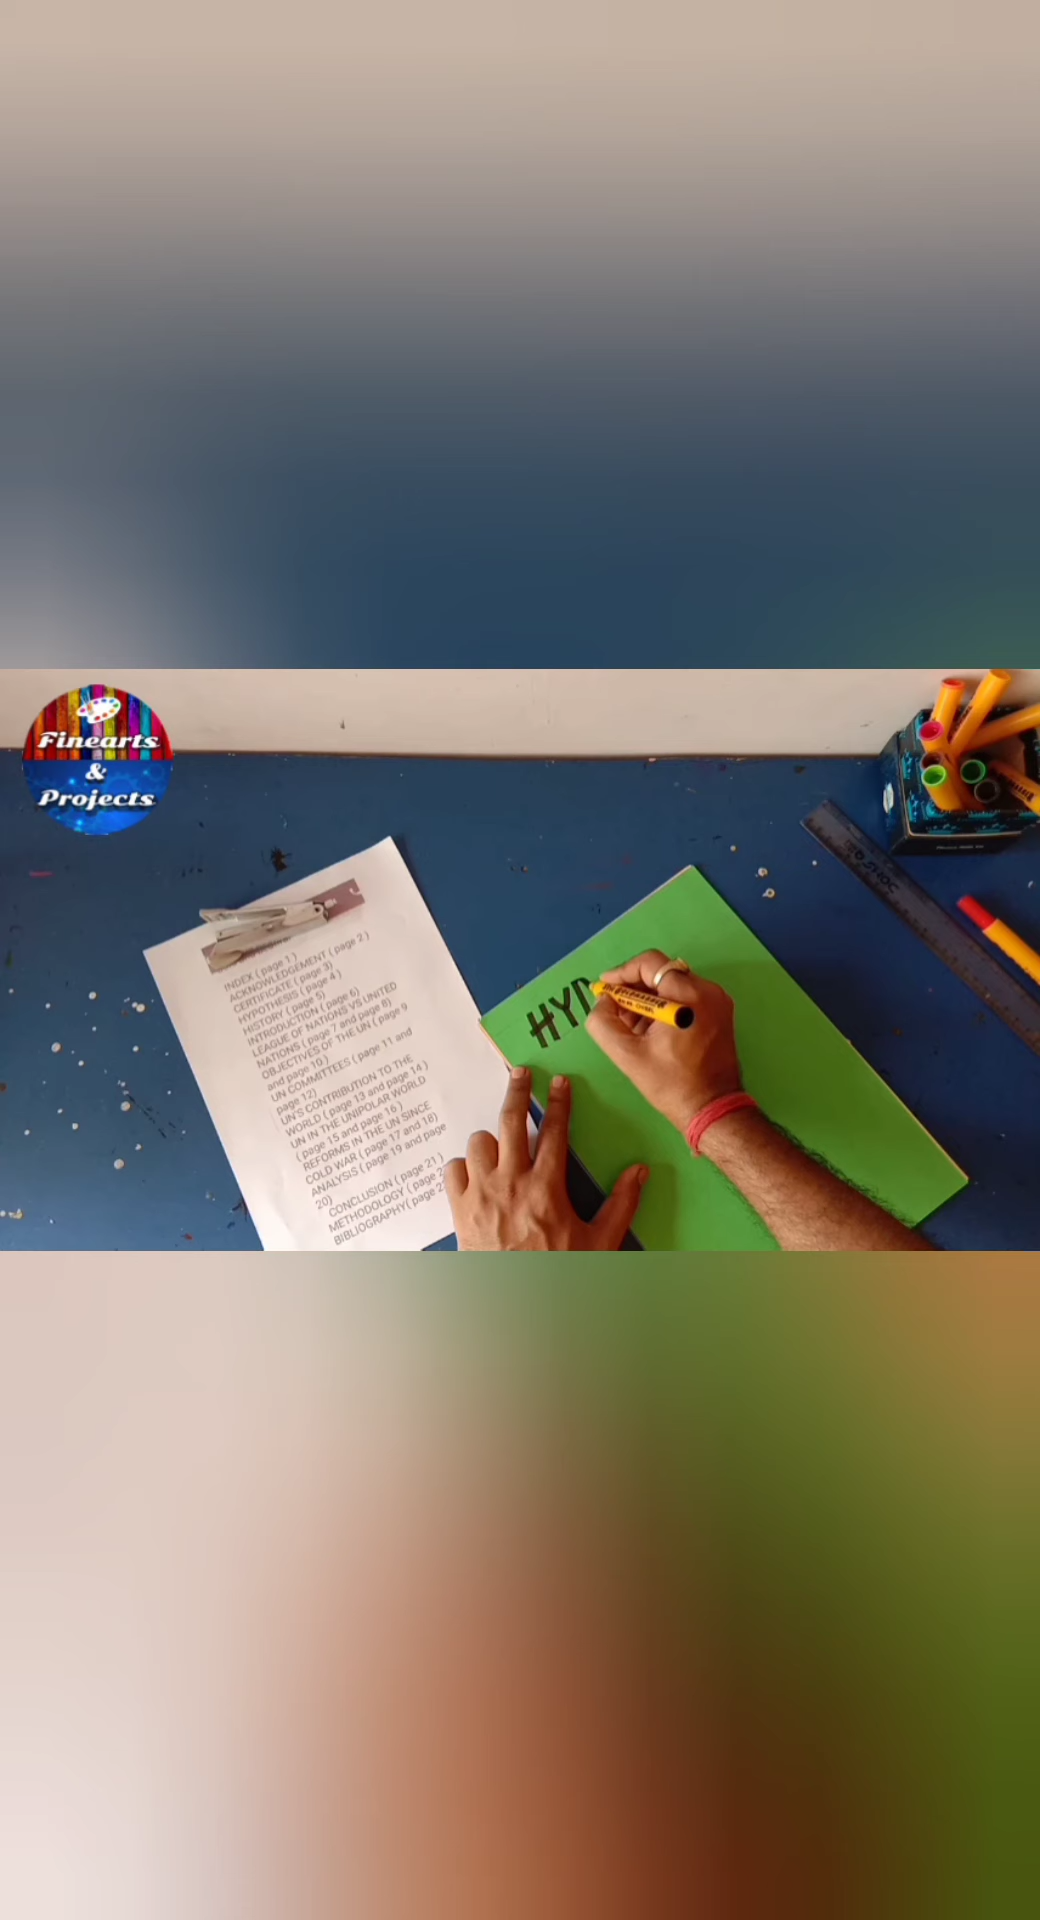 Finearts
&
Projects
INDEX ( page 1 )
ACKNOWLEDGEMENT ( page 2 )
CERTIFICATE ( page 3)
HYPOTHESIS ( page 4 )
HISTORY ( page 5)
INTRODUCTION ( page 6)
LEAGUE OF NATIONS VS UNITED
NATIONS ( page 7 and page 8)
OBJECTIVES OF THE UN ( page 9
and page 10.)
UN COMMITTEES ( page 11 and
page 12)
UN'S CONTRIBUTION TO THE
WORLD ( page 13 and page 14 )
UN IN THE UNIPOLAR WORLD
( page 15 and page 16 )
REFORMS IN THE UN SINCE
COLD WAR ( page 17 and 18)
ANALYSIS ( page 19 and page
20)
CONCLUSION ( page 21 )
METHODOLOGY ( page
BIBLIOGRAPHY( page
HYP